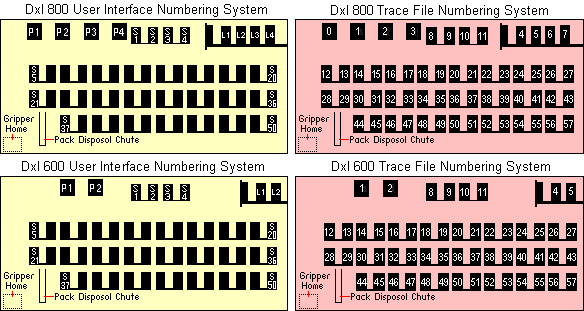 DxI 800 User Interface Numbering System
P1 P2 P3 P4 S1 S2 S3 S4 L1 L2 L3 L4
S5 S20
S21 S36
Gripper Home
S37 S50
Pack Disposol Chute
DxI 800 Trace File Numbering System
0 1 2 3 8 9 10 11 4 5 6 7
12 13 14 15 16 17 18 19 20 21 22 23 24 25 26 27
28 29 30 31 32 33 34 35 36 37 38 39 40 41 42 43
Gripper Home
44 45 46 47 48 49 50 51 52 53 54 55 56 57
Pack Disposol Chute
DxI 600 User Interface Numbering System
P1 P2 S1 S2 S3 S4 L1 L2
S5 S20
S21 S36
Gripper Home
S37 S50
Pack Disposol Chute
DxI 600 Trace File Numbering System
1 2 8 9 10 11 4 5
12 13 14 15 16 17 18 19 20 21 22 23 24 25 26 27
28 29 30 31 32 33 34 35 36 37 38 39 40 41 42 43
Gripper Home
44 45 46 47 48 49 50 51 52 53 54 55 56 57
Pack Disposol Chute